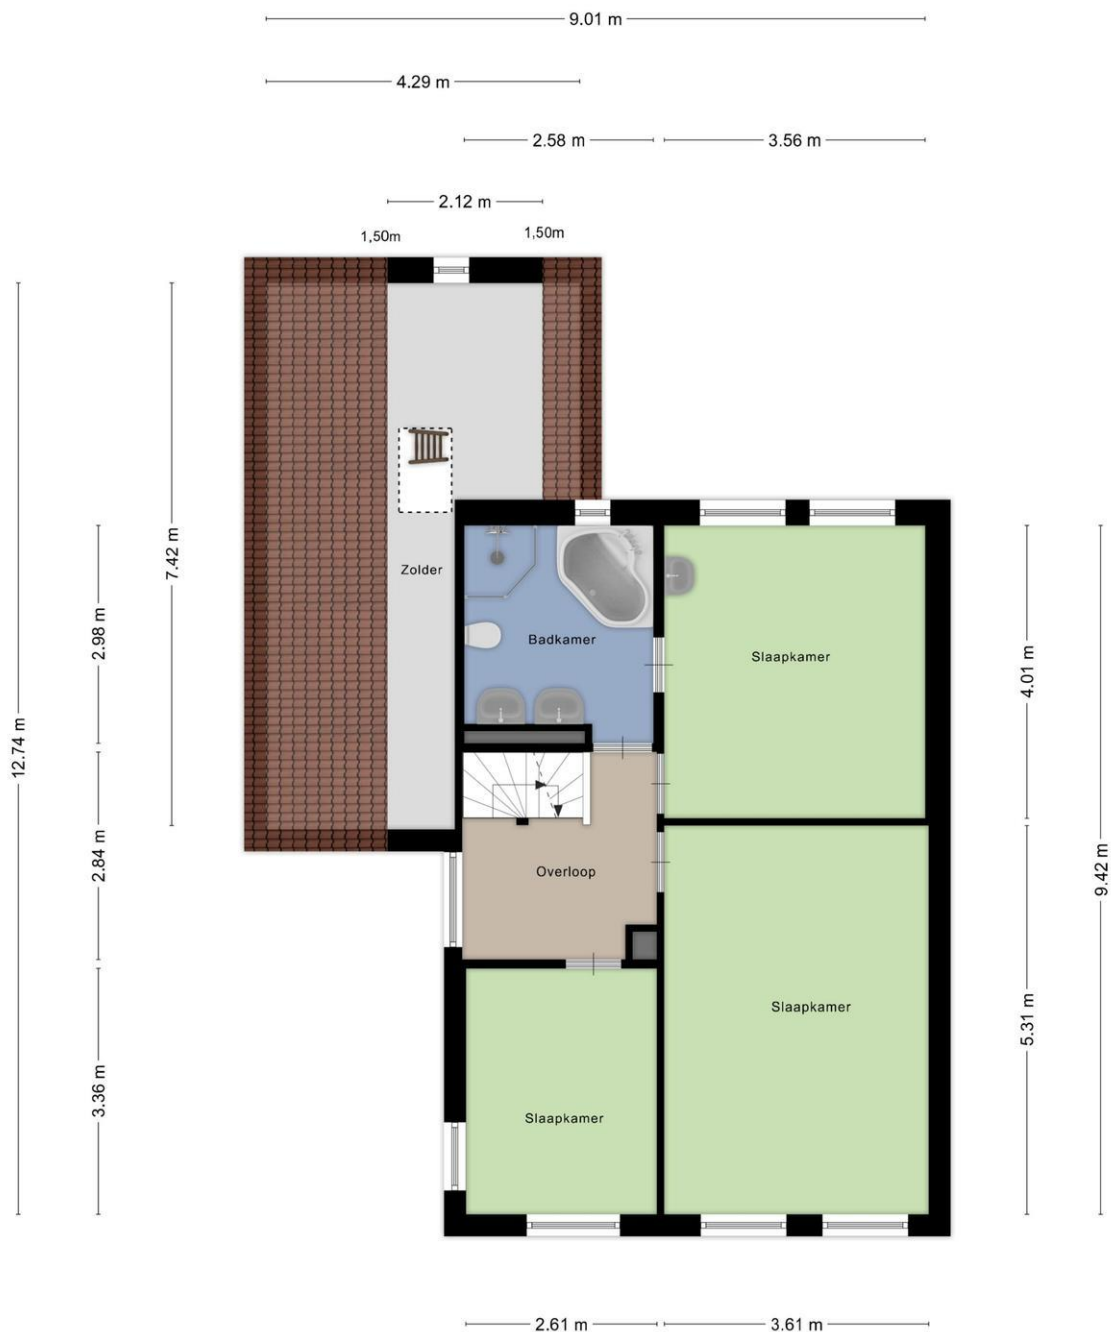 9.01 m
4.29 m
2.58 m
3.56 m
2.12 m
1,50m
1,50m
7.42 m
Zolder
2.98 m
Badkamer
Slaapkamer
4.01 m
12.74 m
2.84 m
Overloop
9.42 m
Slaapkamer
5.31 m
3.36 m
Slaapkamer
2.61 m
3.61 m